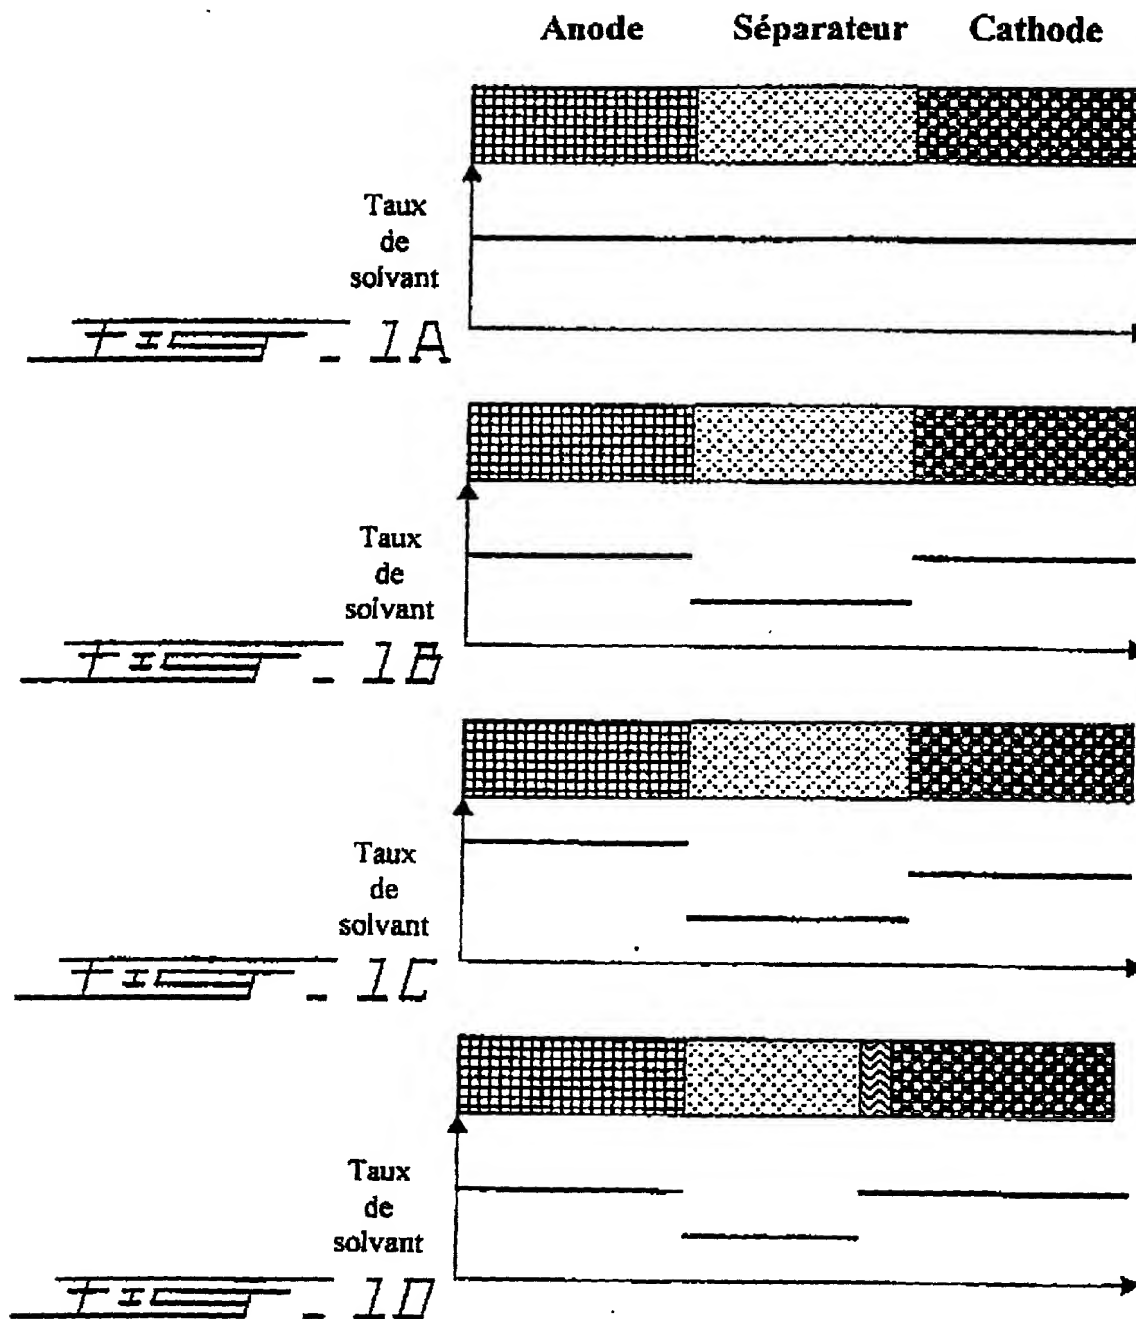 Anode Séparateur Cathode
Taux
de
solvant
FIG. 1A
Taux
de
solvant
FIG. 1B
Taux
de
solvant
FIG. 1C
Taux
de
solvant
FIG. 1D